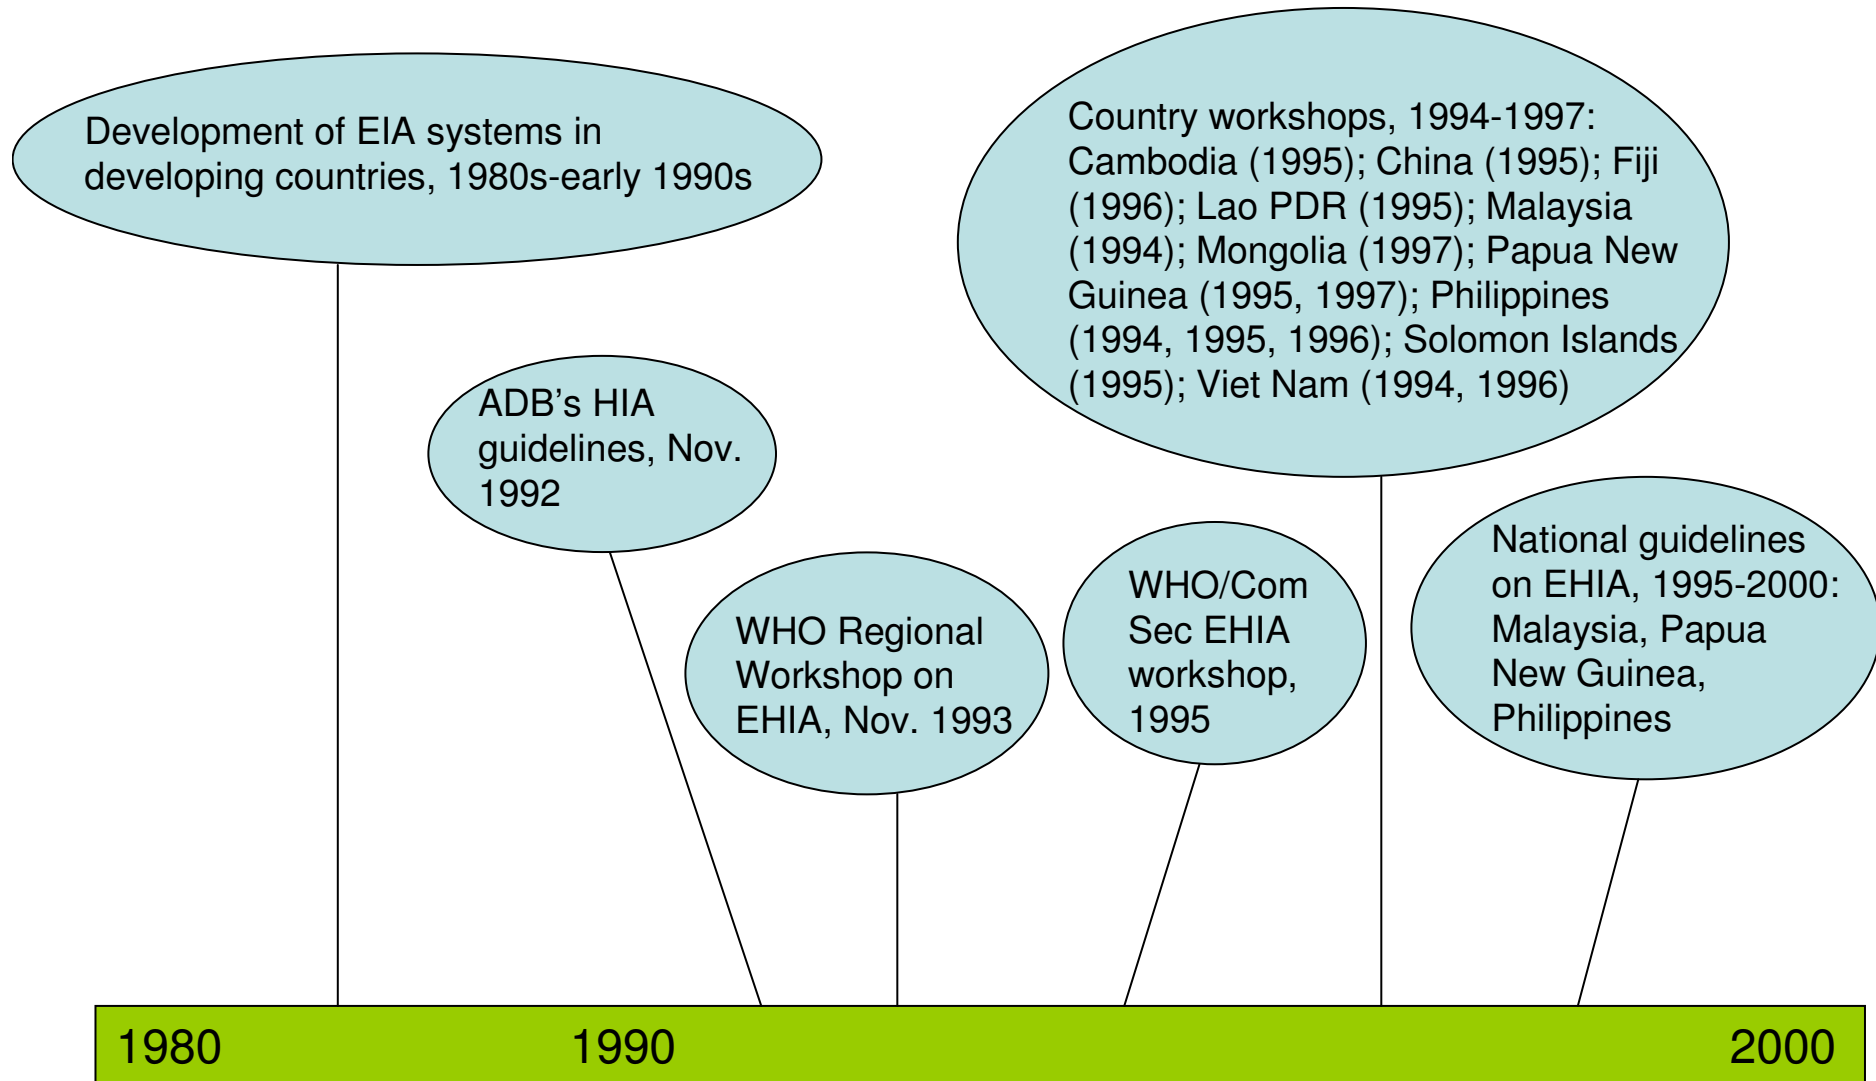 Development of EIA systems in
developing countries, 1980s-early 1990s
Country workshops, 1994-1997:
Cambodia (1995); China (1995); Fiji
(1996); Lao PDR (1995); Malaysia
(1994); Mongolia (1997); Papua New
Guinea (1995, 1997); Philippines
(1994, 1995, 1996); Solomon Islands
(1995); Viet Nam (1994, 1996)
ADB’s HIA
guidelines, Nov.
1992
WHO Regional
Workshop on
EHIA, Nov. 1993
WHO/Com
Sec EHIA
workshop,
1995
National guidelines
on EHIA, 1995-2000:
Malaysia, Papua
New Guinea,
Philippines
1980
1990
2000